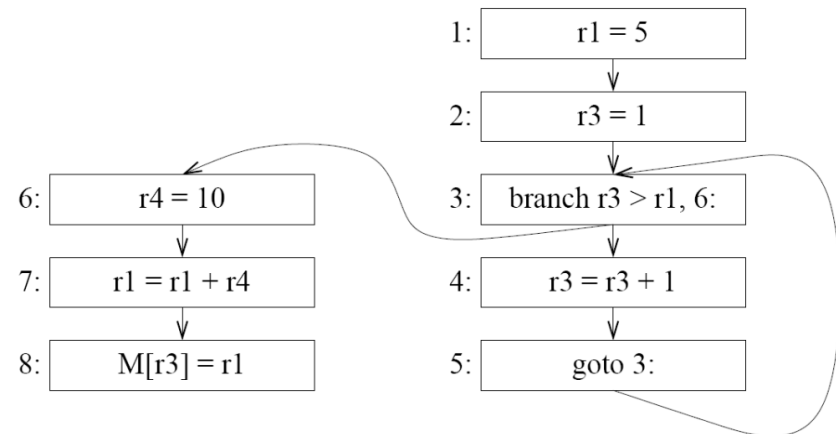 1: r1 = 5
2: r3 = 1
3: branch r3 > r1, 6:
4: r3 = r3 + 1
5: goto 3:
6: r4 = 10
7: r1 = r1 + r4
8: M[r3] = r1